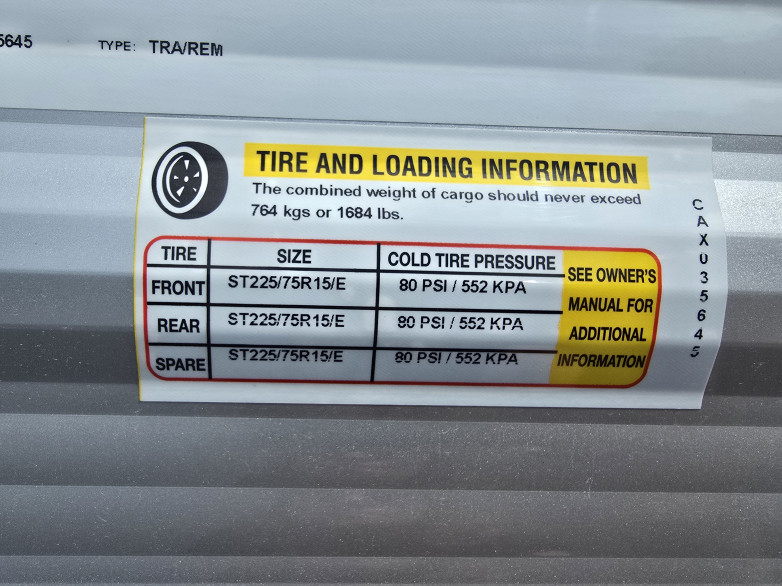 5645 TYPE: TRA/REM
TIRE AND LOADING INFORMATION
The combined weight of cargo should never exceed
764 kgs or 1684 lbs.
TIRE SIZE COLD TIRE PRESSURE
FRONT ST225/75R15/E 80 PSI / 552 KPA
REAR ST225/75R15/E 80 PSI / 552 KPA
SPARE ST225/75R15/E 80 PSI / 552 KPA
SEE OWNER'S
MANUAL FOR
ADDITIONAL
INFORMATION
CAX035645